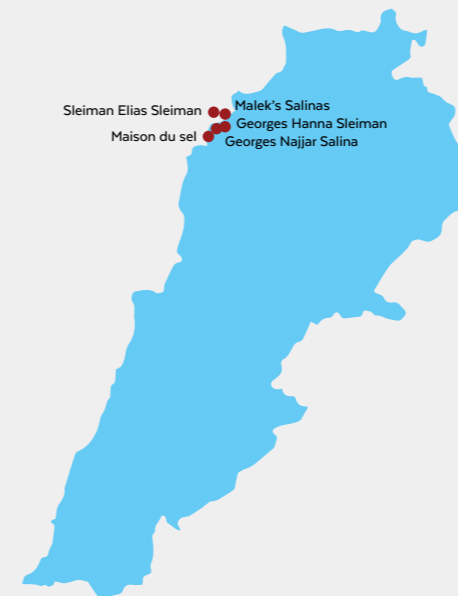 Sleiman Elias Sleiman
Malek's Salinas
Georges Hanna Sleiman
Maison du sel
Georges Najjar Salina